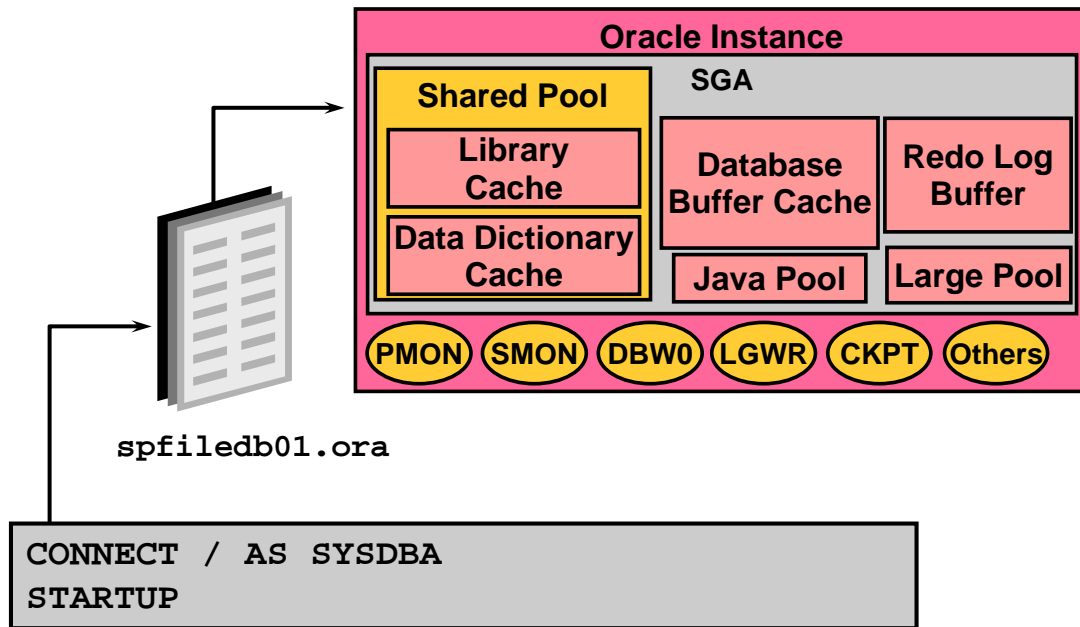 Oracle Instance
SGA
Shared Pool
Library
Cache
Data Dictionary
Cache
Database
Buffer Cache
Redo Log
Buffer
Java Pool
Large Pool
PMON
SMON
DBW0
LGWR
CKPT
Others
spfiledb01.ora
CONNECT / AS SYSDBA
STARTUP